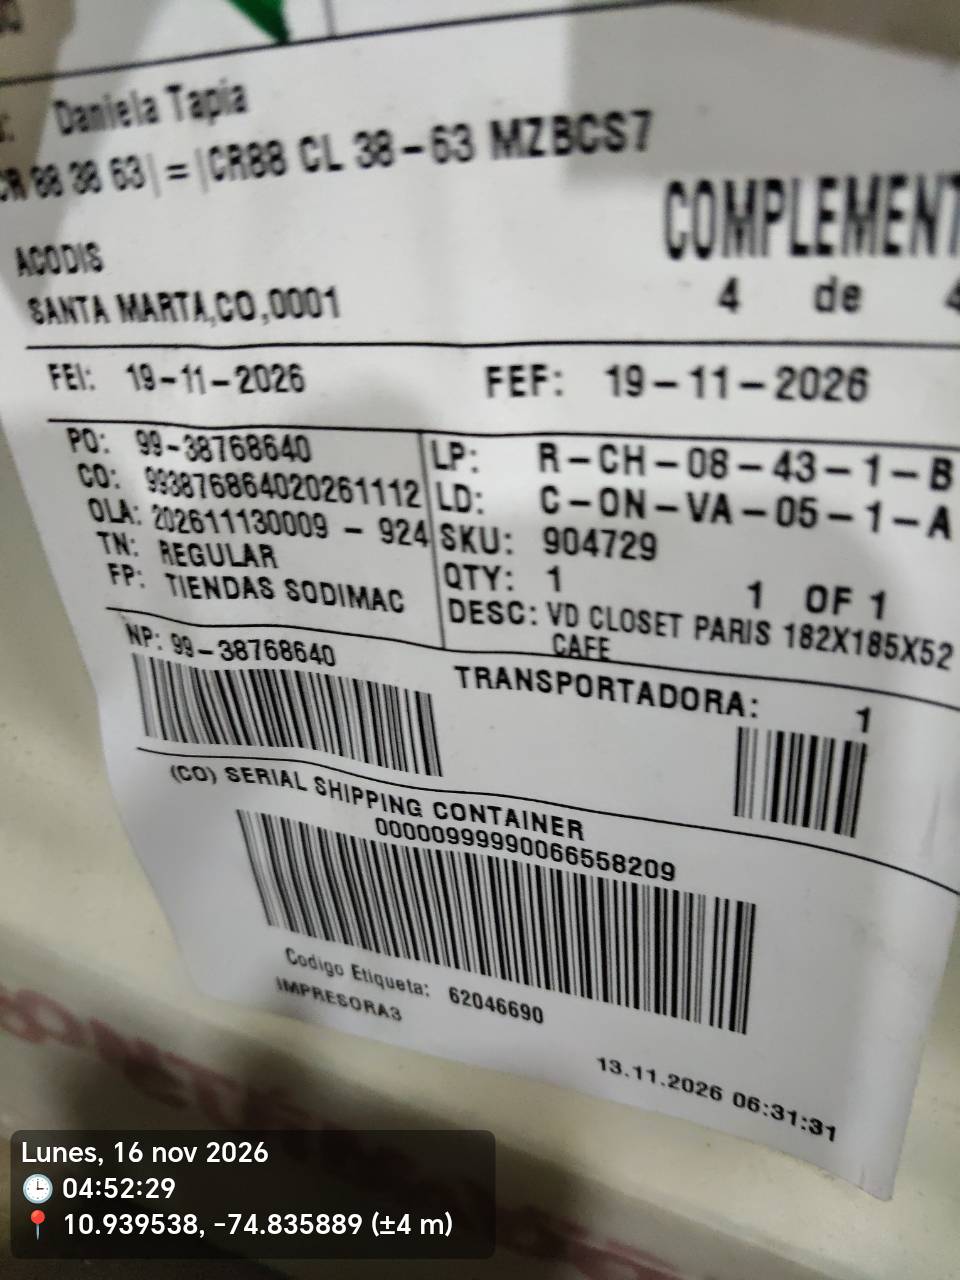 Daniela Tapia
CR 88 38 63| = |CR88 CL 38-63 MZBCS7
COMPLEMENT
ACODIS
4 de 4
SANTA MARTA,CO,0001
FEI: 19-11-2026 FEF: 19-11-2026
PO: 99-38768640 LP: R-CH-08-43-1-B
CO: 993876864020261112 LD: C-ON-VA-05-1-A
OLA: 202611130009 - 924 SKU: 904729
TN: REGULAR QTY: 1 1 OF 1
FP: TIENDAS SODIMAC DESC: VD CLOSET PARIS 182X185X52
CAFE
NP: 99-38768640 TRANSPORTADORA: 1
(CO) SERIAL SHIPPING CONTAINER
00000999990066558209
Codigo Etiqueta: 62046690
IMPRESORA3
13.11.2026 06:31:31
Lunes, 16 nov 2026
04:52:29
10.939538, -74.835889 (±4 m)